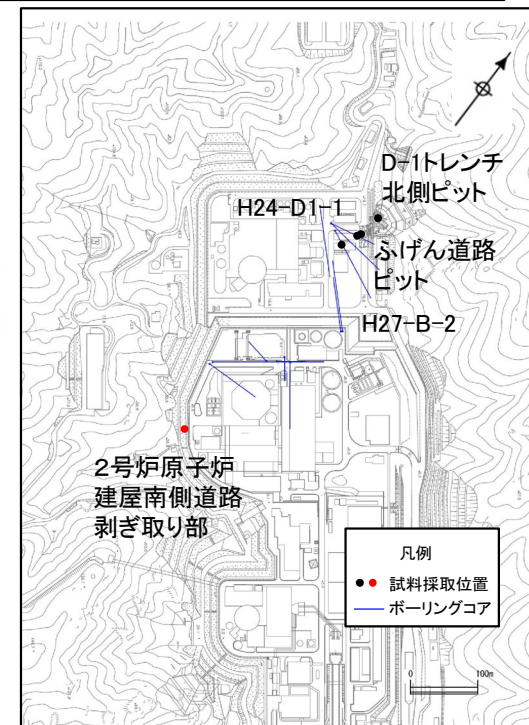 D-1トレンチ
北側ピット
H24-D1-1
ふげん道路
ピット
H27-B-2
2号炉原子炉
建屋南側道路
剥ぎ取り部
凡例
試料採取位置
ボーリングコア
0 100m